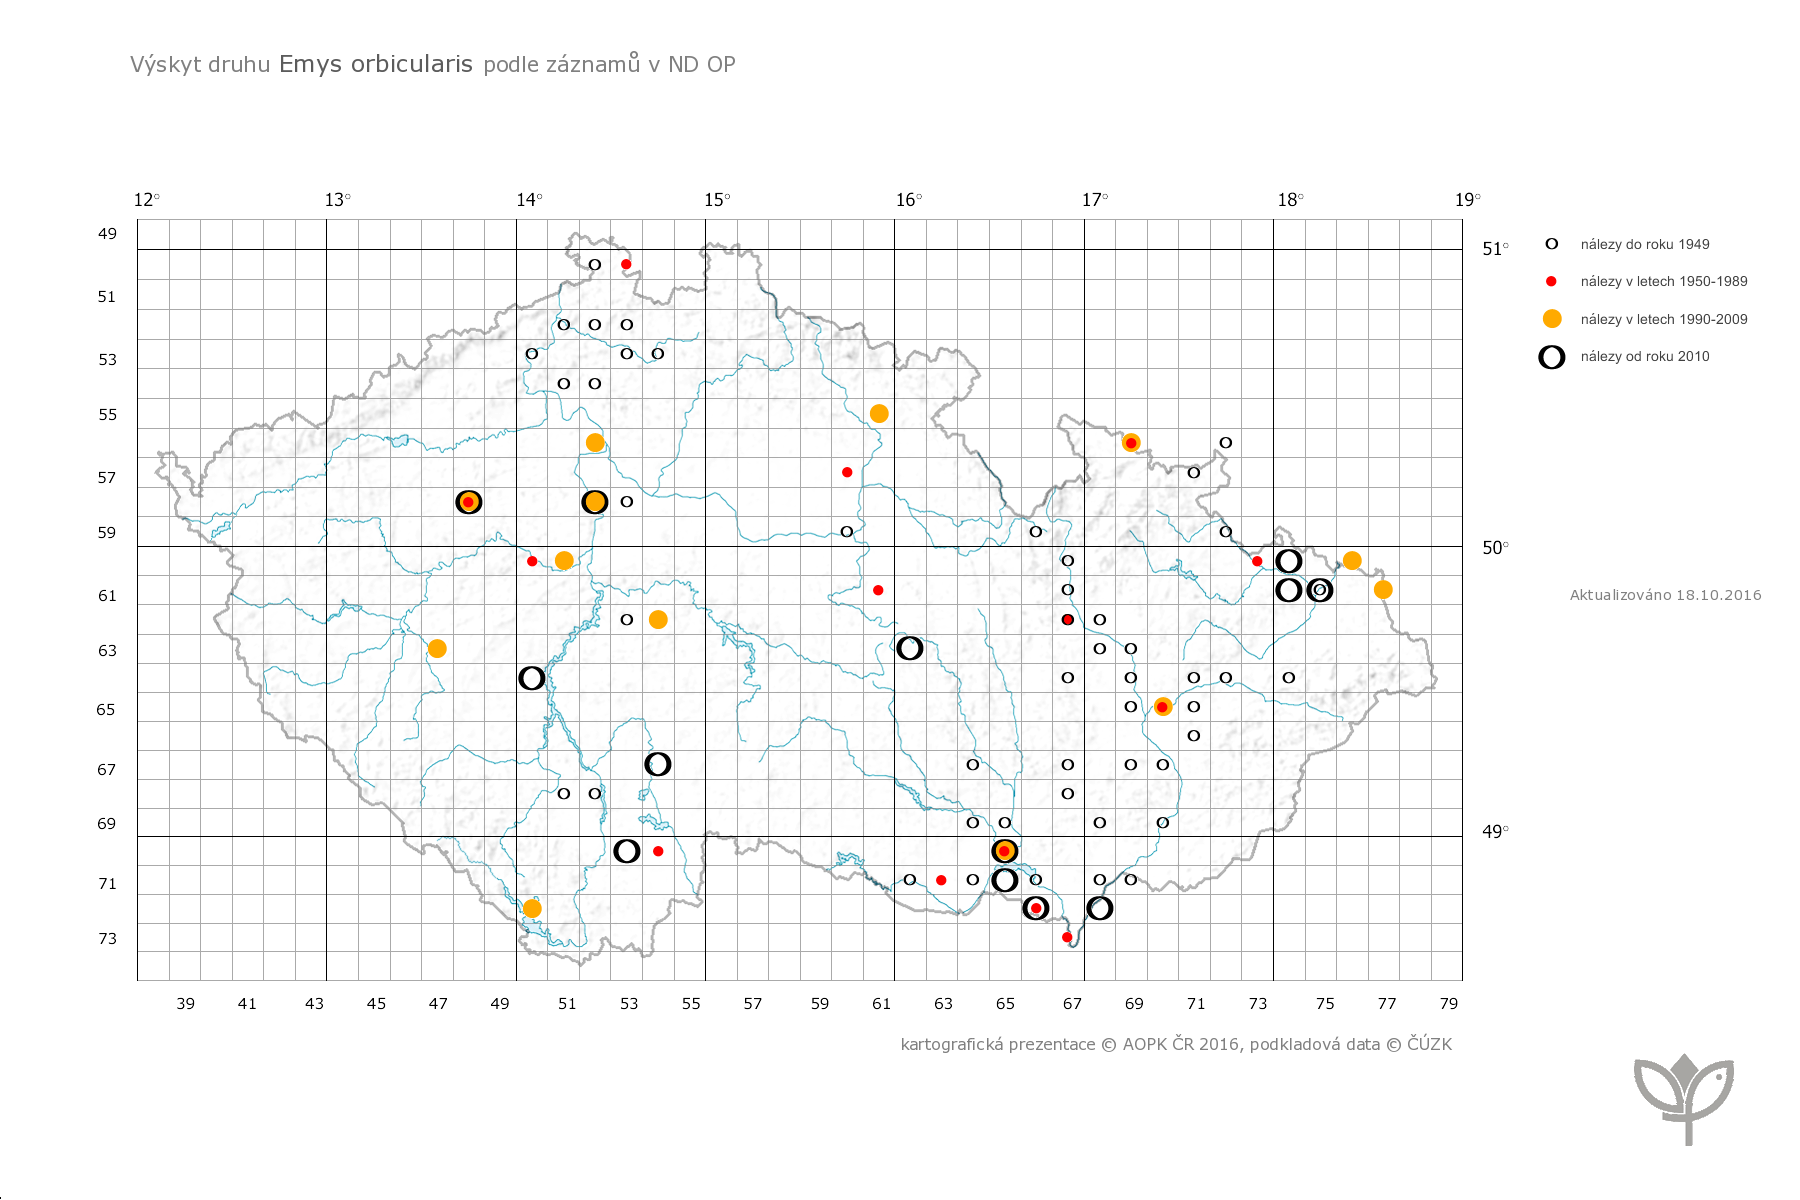 Výskyt druhu Emys orbicularis podle záznamů v ND OP
12° 13° 14° 15° 16° 17° 18° 19°
49
51
53
55
57
59
61
63
65
67
69
71
73
51°
50°
49°
nálezy do roku 1949
nálezy v letech 1950-1989
nálezy v letech 1990-2009
nálezy od roku 2010
Aktualizováno 18.10.2016
39 41 43 45 47 49 51 53 55 57 59 61 63 65 67 69 71 73 75 77 79
kartografická prezentace © AOPK ČR 2016, podkladová data © ČÚZK